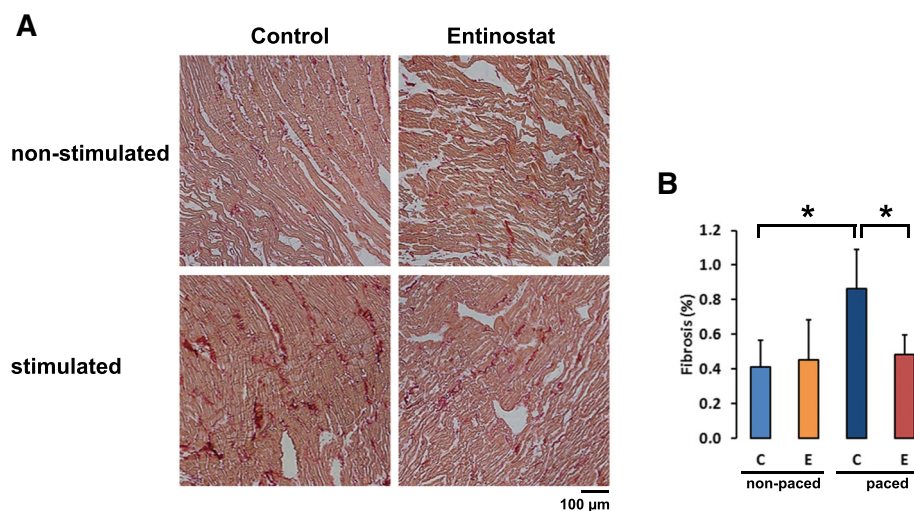 A
Control Entinostat
non-stimulated
stimulated
100 µm
B
* *
1.2
1.0
0.8
0.6
0.4
0.2
0.0
Fibrosis (%)
C E C E
non-paced paced